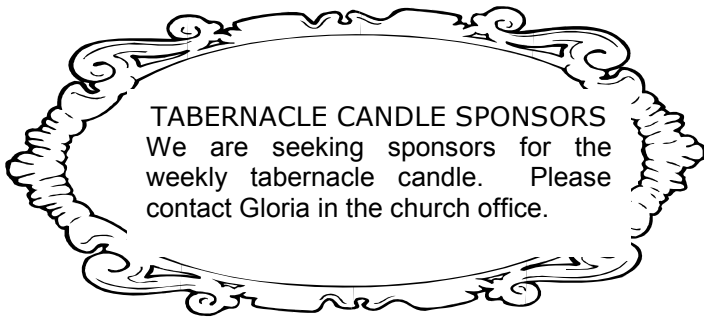 TABERNACLE CANDLE SPONSORS
We are seeking sponsors for the
weekly tabernacle candle. Please
contact Gloria in the church office.